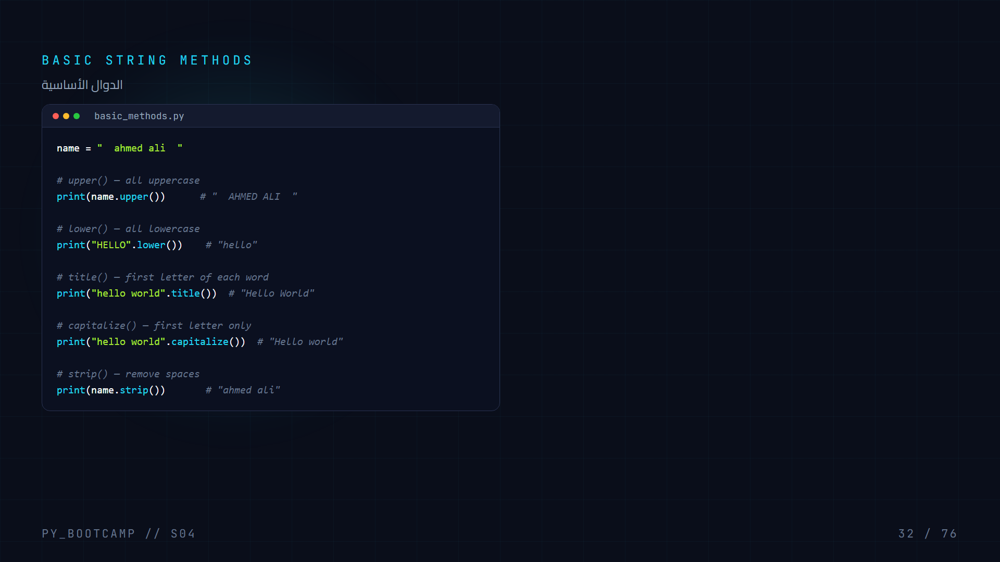 BASIC STRING METHODS
الدوال الأساسية
basic_methods.py
name = "  ahmed ali  "
# upper() — all uppercase
print(name.upper())      # "  AHMED ALI  "
# lower() — all lowercase
print("HELLO".lower())    # "hello"
# title() — first letter of each word
print("hello world".title())  # "Hello World"
# capitalize() — first letter only
print("hello world".capitalize())  # "Hello world"
# strip() — remove spaces
print(name.strip())       # "ahmed ali"
PY_BOOTCAMP // S04
32 / 76